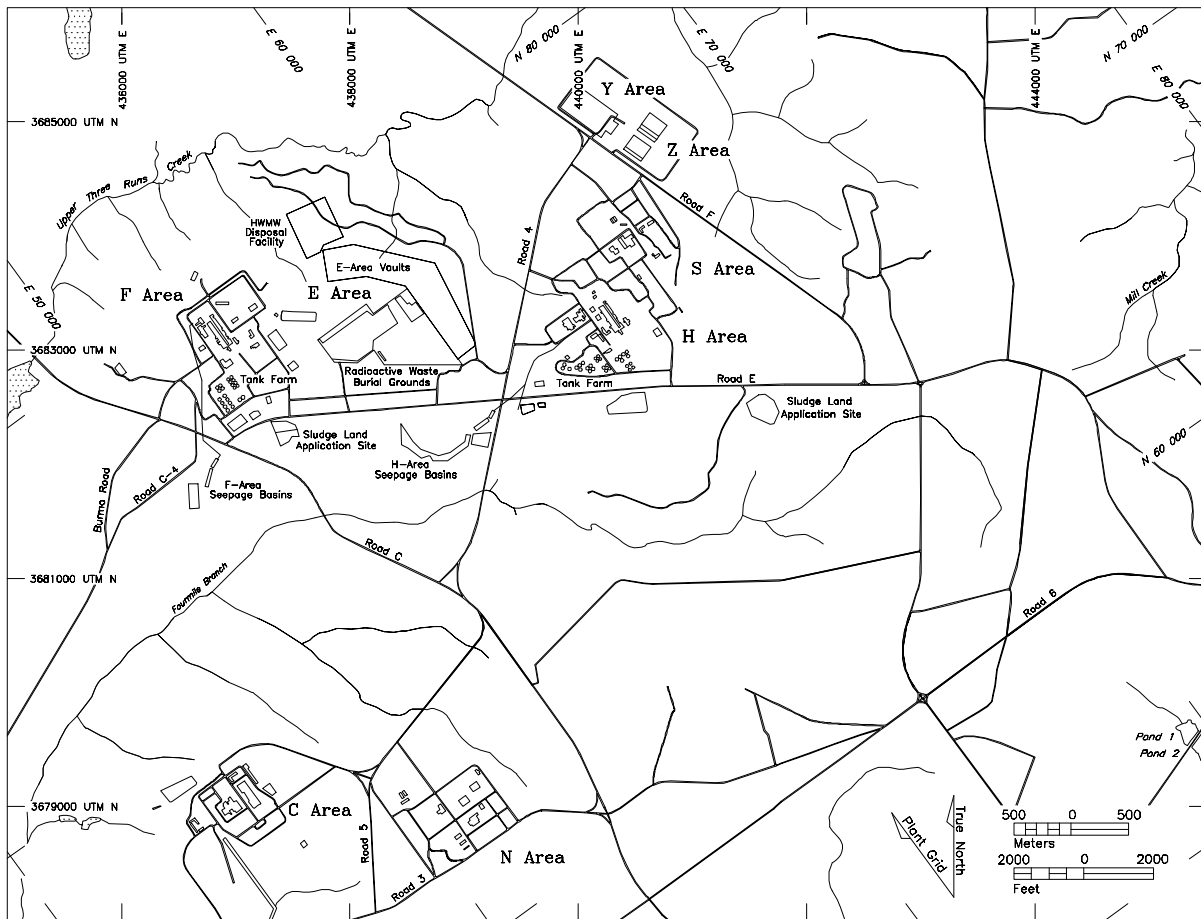 436000 UTM E
E 60 000
438000 UTM E
N 80 000
440000 UTM E
E 70 000
444000 UTM E
N 70 000
E 80 000
Y Area
3685000 UTM N
Z Area
Upper Three Runs Creek
Road F
HWMW
Disposal
Facility
Road 4
E-Area Vaults
S Area
E 50 000
F Area
E Area
Mill Creek
H Area
3683000 UTM N
Radioactive Waste
Burial Grounds
Tank Farm
Tank Farm
Road E
Sludge Land
Application Site
Sludge Land
Application Site
N 60 000
H-Area
Seepage Basins
F-Area
Seepage Basins
Burma Road
Road C-4
Road C
Fourmile Branch
3681000 UTM N
Road 6
Pond 1
Pond 2
3679000 UTM N
C Area
Road 5
N Area
Road 3
Plant Grid
True North
500 0 500
Meters
2000 0 2000
Feet